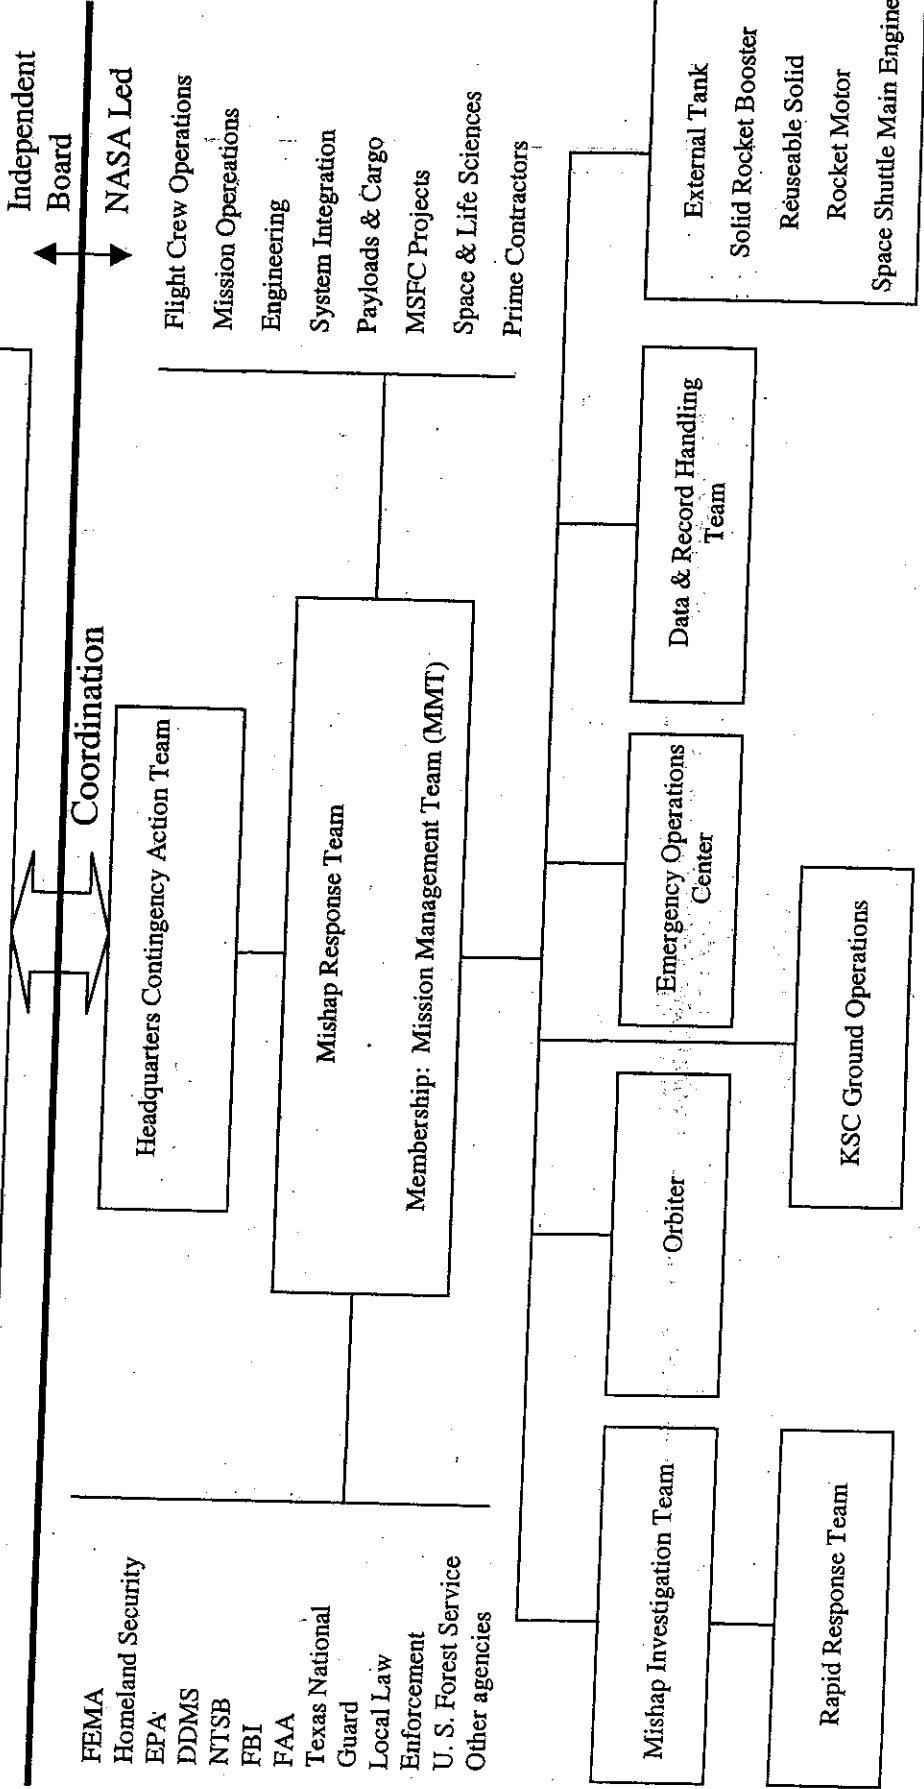 Independent
Board
NASA Led
Coordination
Headquarters Contingency Action Team
Mishap Response Team
Membership: Mission Management Team (MMT)
FEMA
Homeland Security
EPA
DDMS
NTSB
FBI
FAA
Texas National
Guard
Local Law
Enforcement
U. S. Forest Service
Other agencies
Flight Crew Operations
Mission Opereations
Engineering
System Integration
Payloads & Cargo
MSFC Projects
Space & Life Sciences
Prime Contractors
Mishap Investigation Team
Rapid Response Team
Orbiter
KSC Ground Operations
Emergency Operations
Center
Data & Record Handling
Team
External Tank
Solid Rocket Booster
Reuseable Solid
Rocket Motor
Space Shuttle Main Engine